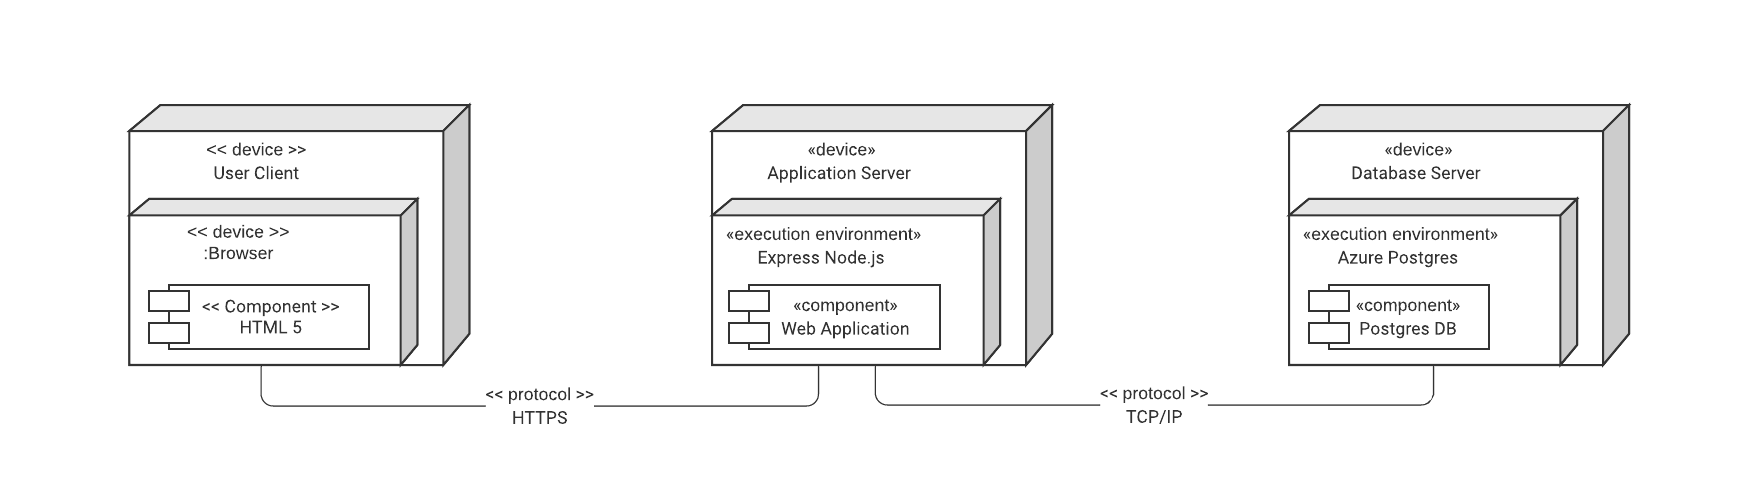 << device >>
User Client
<< device >>
:Browser
<< Component >>
HTML 5
«device»
Application Server
«execution environment»
Express Node.js
«component»
Web Application
«device»
Database Server
«execution environment»
Azure Postgres
«component»
Postgres DB
<< protocol >>
HTTPS
<< protocol >>
TCP/IP